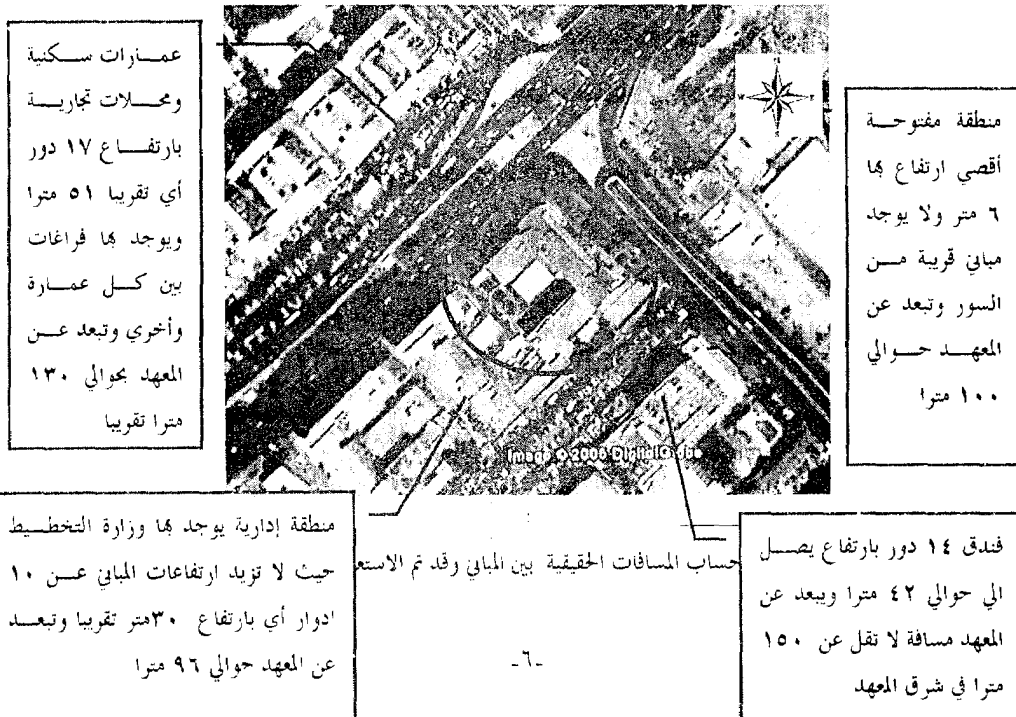 عمارات سكنية
ومحلات تجارية
بارتفاع ١٧ دور
أي تقريبا ٥١ مترا
ويوجد بها فراغات
بين كل عمارة
وأخري وتبعد عن
المعهد بحوالي ١٣٠
مترا تقريبا
منطقة مفتوحة
أقصي ارتفاع بها
٦ متر ولا يوجد
مباني قريبة من
السور وتبعد عن
المعهد حوالي
١٠٠ مترا
Image © 2006 DigitalGlobe
منطقة إدارية يوجد بها وزارة التخطيط
حيث لا تزيد ارتفاعات المباني عن ١٠
ادوار أي بارتفاع ٣٠متر تقريبا وتبعد
عن المعهد حوالي ٩٦ مترا
حساب المسافات الحقيقية بين المباني وقد تم
فندق ١٤ دور بارتفاع يصل
الي حوالي ٤٢ مترا ويبعد عن
المعهد مسافة لا تقل عن ١٥٠
مترا في شرق المعهد
-٦-